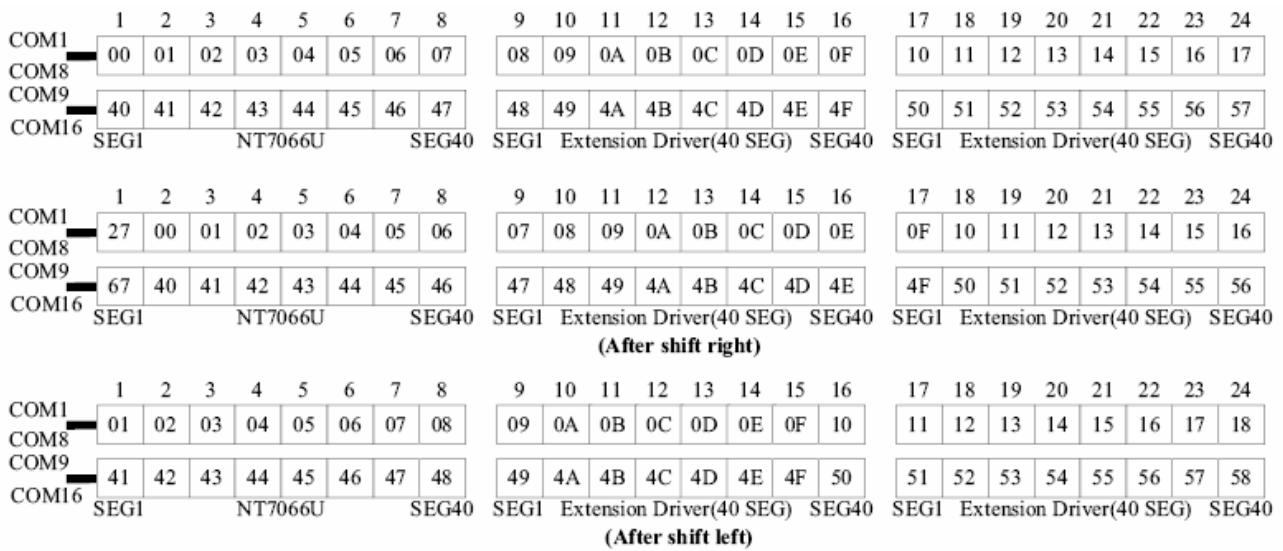 1 2 3 4 5 6 7 8 9 10 11 12 13 14 15 16 17 18 19 20 21 22 23 24
COM1
00 01 02 03 04 05 06 07 08 09 0A 0B 0C 0D 0E 0F 10 11 12 13 14 15 16 17
COM8
COM9
40 41 42 43 44 45 46 47 48 49 4A 4B 4C 4D 4E 4F 50 51 52 53 54 55 56 57
COM16
SEG1 NT7066U SEG40 SEG1 Extension Driver(40 SEG) SEG40 SEG1 Extension Driver(40 SEG) SEG40
1 2 3 4 5 6 7 8 9 10 11 12 13 14 15 16 17 18 19 20 21 22 23 24
COM1
27 00 01 02 03 04 05 06 07 08 09 0A 0B 0C 0D 0E 0F 10 11 12 13 14 15 16
COM8
COM9
67 40 41 42 43 44 45 46 47 48 49 4A 4B 4C 4D 4E 4F 50 51 52 53 54 55 56
COM16
SEG1 NT7066U SEG40 SEG1 Extension Driver(40 SEG) SEG40 SEG1 Extension Driver(40 SEG) SEG40
(After shift right)
1 2 3 4 5 6 7 8 9 10 11 12 13 14 15 16 17 18 19 20 21 22 23 24
COM1
01 02 03 04 05 06 07 08 09 0A 0B 0C 0D 0E 0F 10 11 12 13 14 15 16 17 18
COM8
COM9
41 42 43 44 45 46 47 48 49 4A 4B 4C 4D 4E 4F 50 51 52 53 54 55 56 57 58
COM16
SEG1 NT7066U SEG40 SEG1 Extension Driver(40 SEG) SEG40 SEG1 Extension Driver(40 SEG) SEG40
(After shift left)